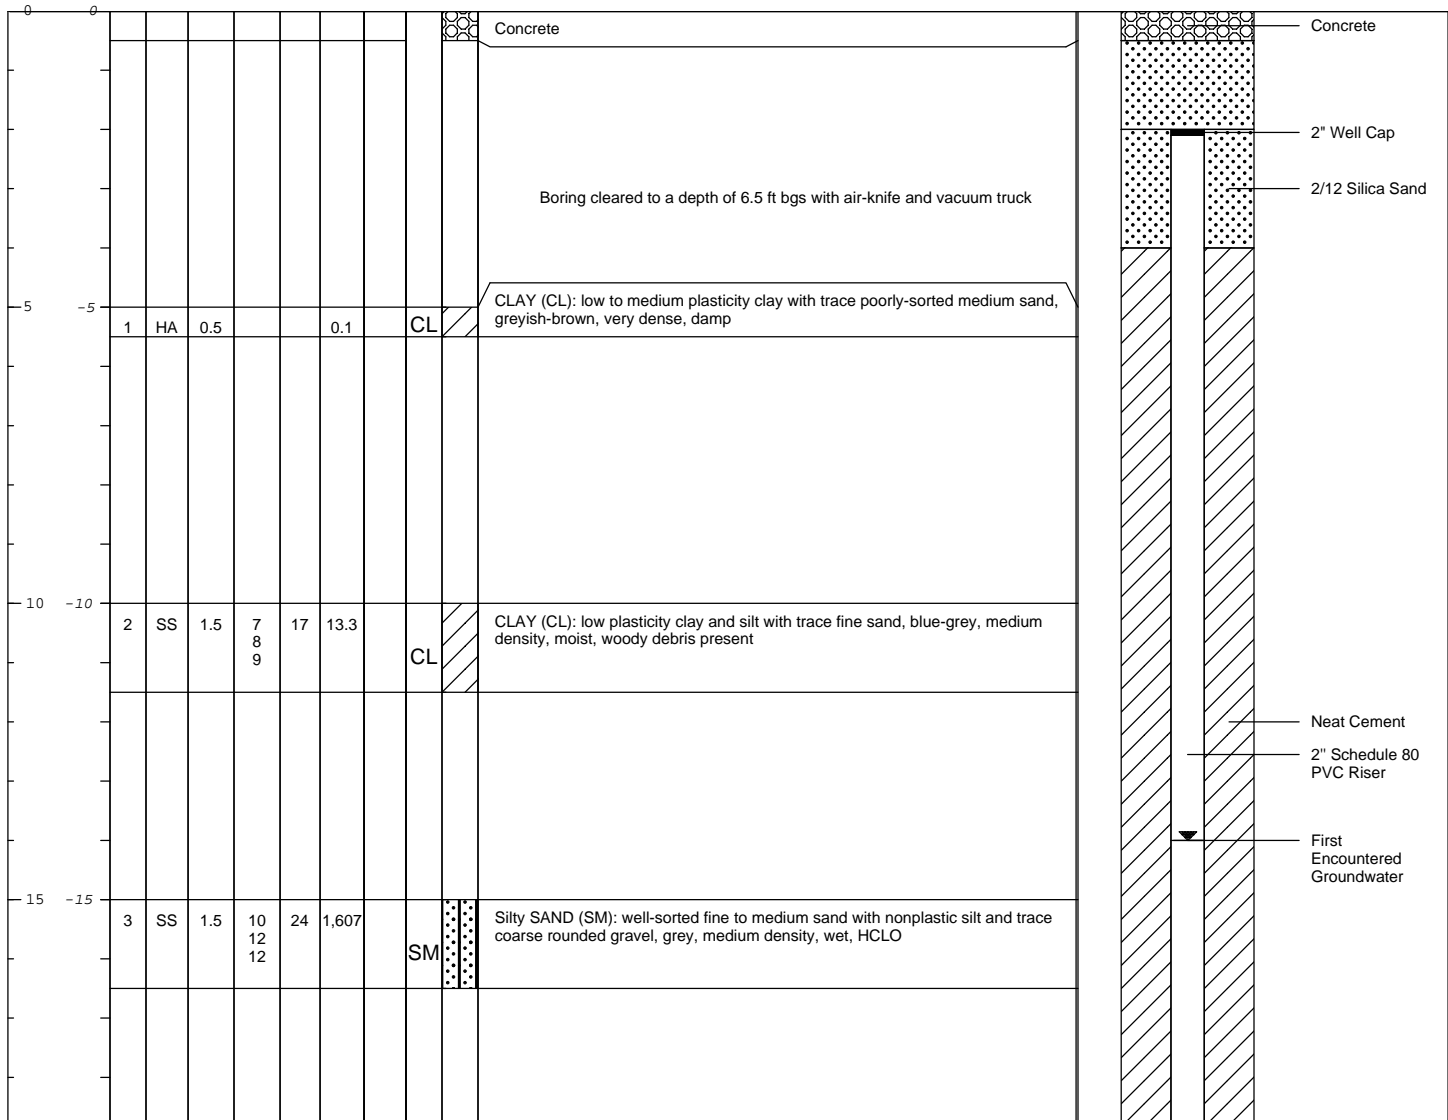 0 0
Concrete
Concrete
2" Well Cap
Boring cleared to a depth of 6.5 ft bgs with air-knife and vacuum truck
2/12 Silica Sand
5 -5
CLAY (CL): low to medium plasticity clay with trace poorly-sorted medium sand,
greyish-brown, very dense, damp
1 HA 0.5 0.1 CL
10 -10
2 SS 1.5 7 17 13.3
8
9
CL
CLAY (CL): low plasticity clay and silt with trace fine sand, blue-grey, medium
density, moist, woody debris present
Neat Cement
2" Schedule 80
PVC Riser
First
Encountered
Groundwater
15 -15
3 SS 1.5 10 24 1,607
12
12
SM
Silty SAND (SM): well-sorted fine to medium sand with nonplastic silt and trace
coarse rounded gravel, grey, medium density, wet, HCLO